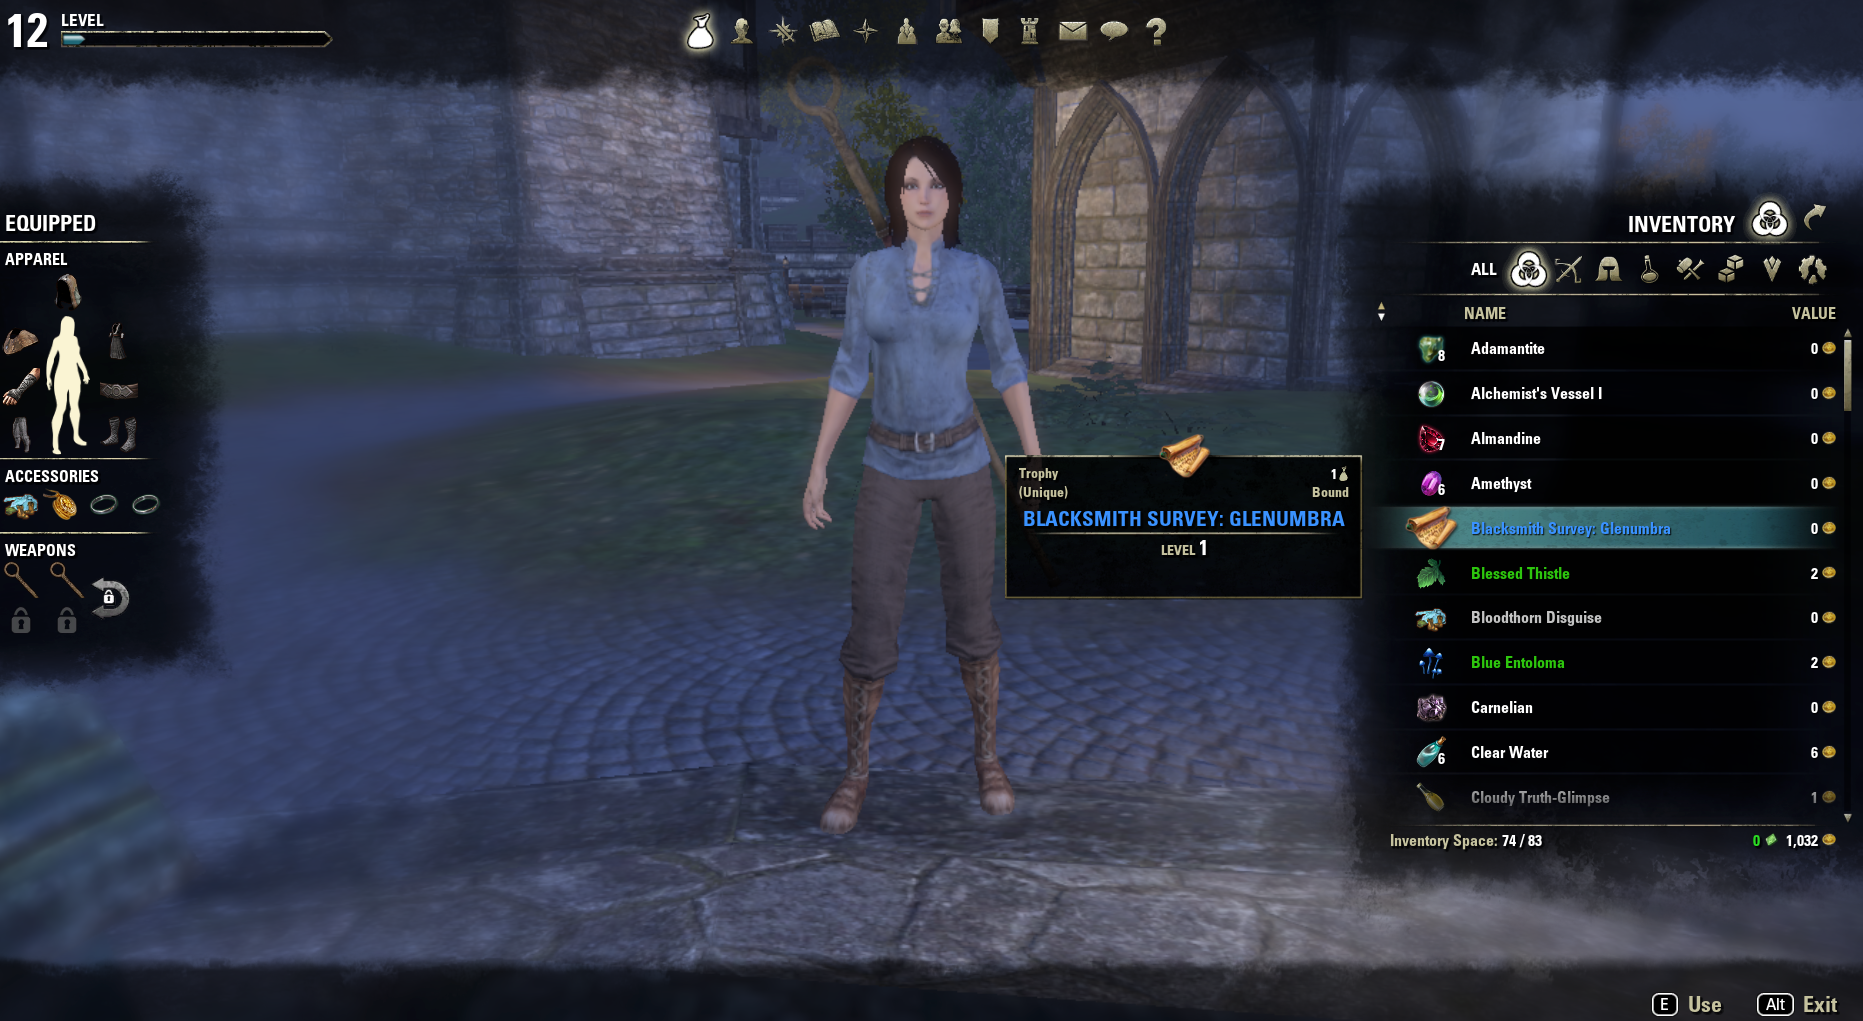 12 LEVEL
EQUIPPED
APPAREL
ACCESSORIES
WEAPONS
Trophy 1
(Unique) Bound
BLACKSMITH SURVEY: GLENUMBRA
LEVEL 1
INVENTORY
ALL
NAME VALUE
8 Adamantite 0
Alchemist's Vessel I 0
7 Almandine 0
6 Amethyst 0
Blacksmith Survey: Glenumbra 0
Blessed Thistle 2
Bloodthorn Disguise 0
Blue Entoloma 2
Carnelian 0
6 Clear Water 6
Cloudy Truth-Glimpse 1
Inventory Space: 74 / 83 0 1,032
E Use Alt Exit